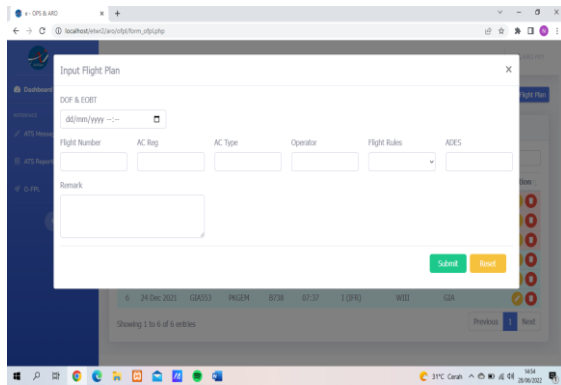 e - OPS & ARO
localhost/etwr2/aro/ofpl/form_ofpl.php
Input Flight Plan
X
Dashboard
Flight Plan
INTERFACE
DOF & EOBT
dd/mm/yyyy --:--
ATS Messag
Flight Number AC Reg AC Type Operator Flight Rules ADES
ATS Report
O-FPL
Remark
Submit Reset
6 24 Dec 2021 GIA552 PKGEM B738 07:37 I (IFR) WIII GIA
Showing 1 to 6 of 6 entries
Previous 1 Next
31°C Cerah
14:54
28/06/2022